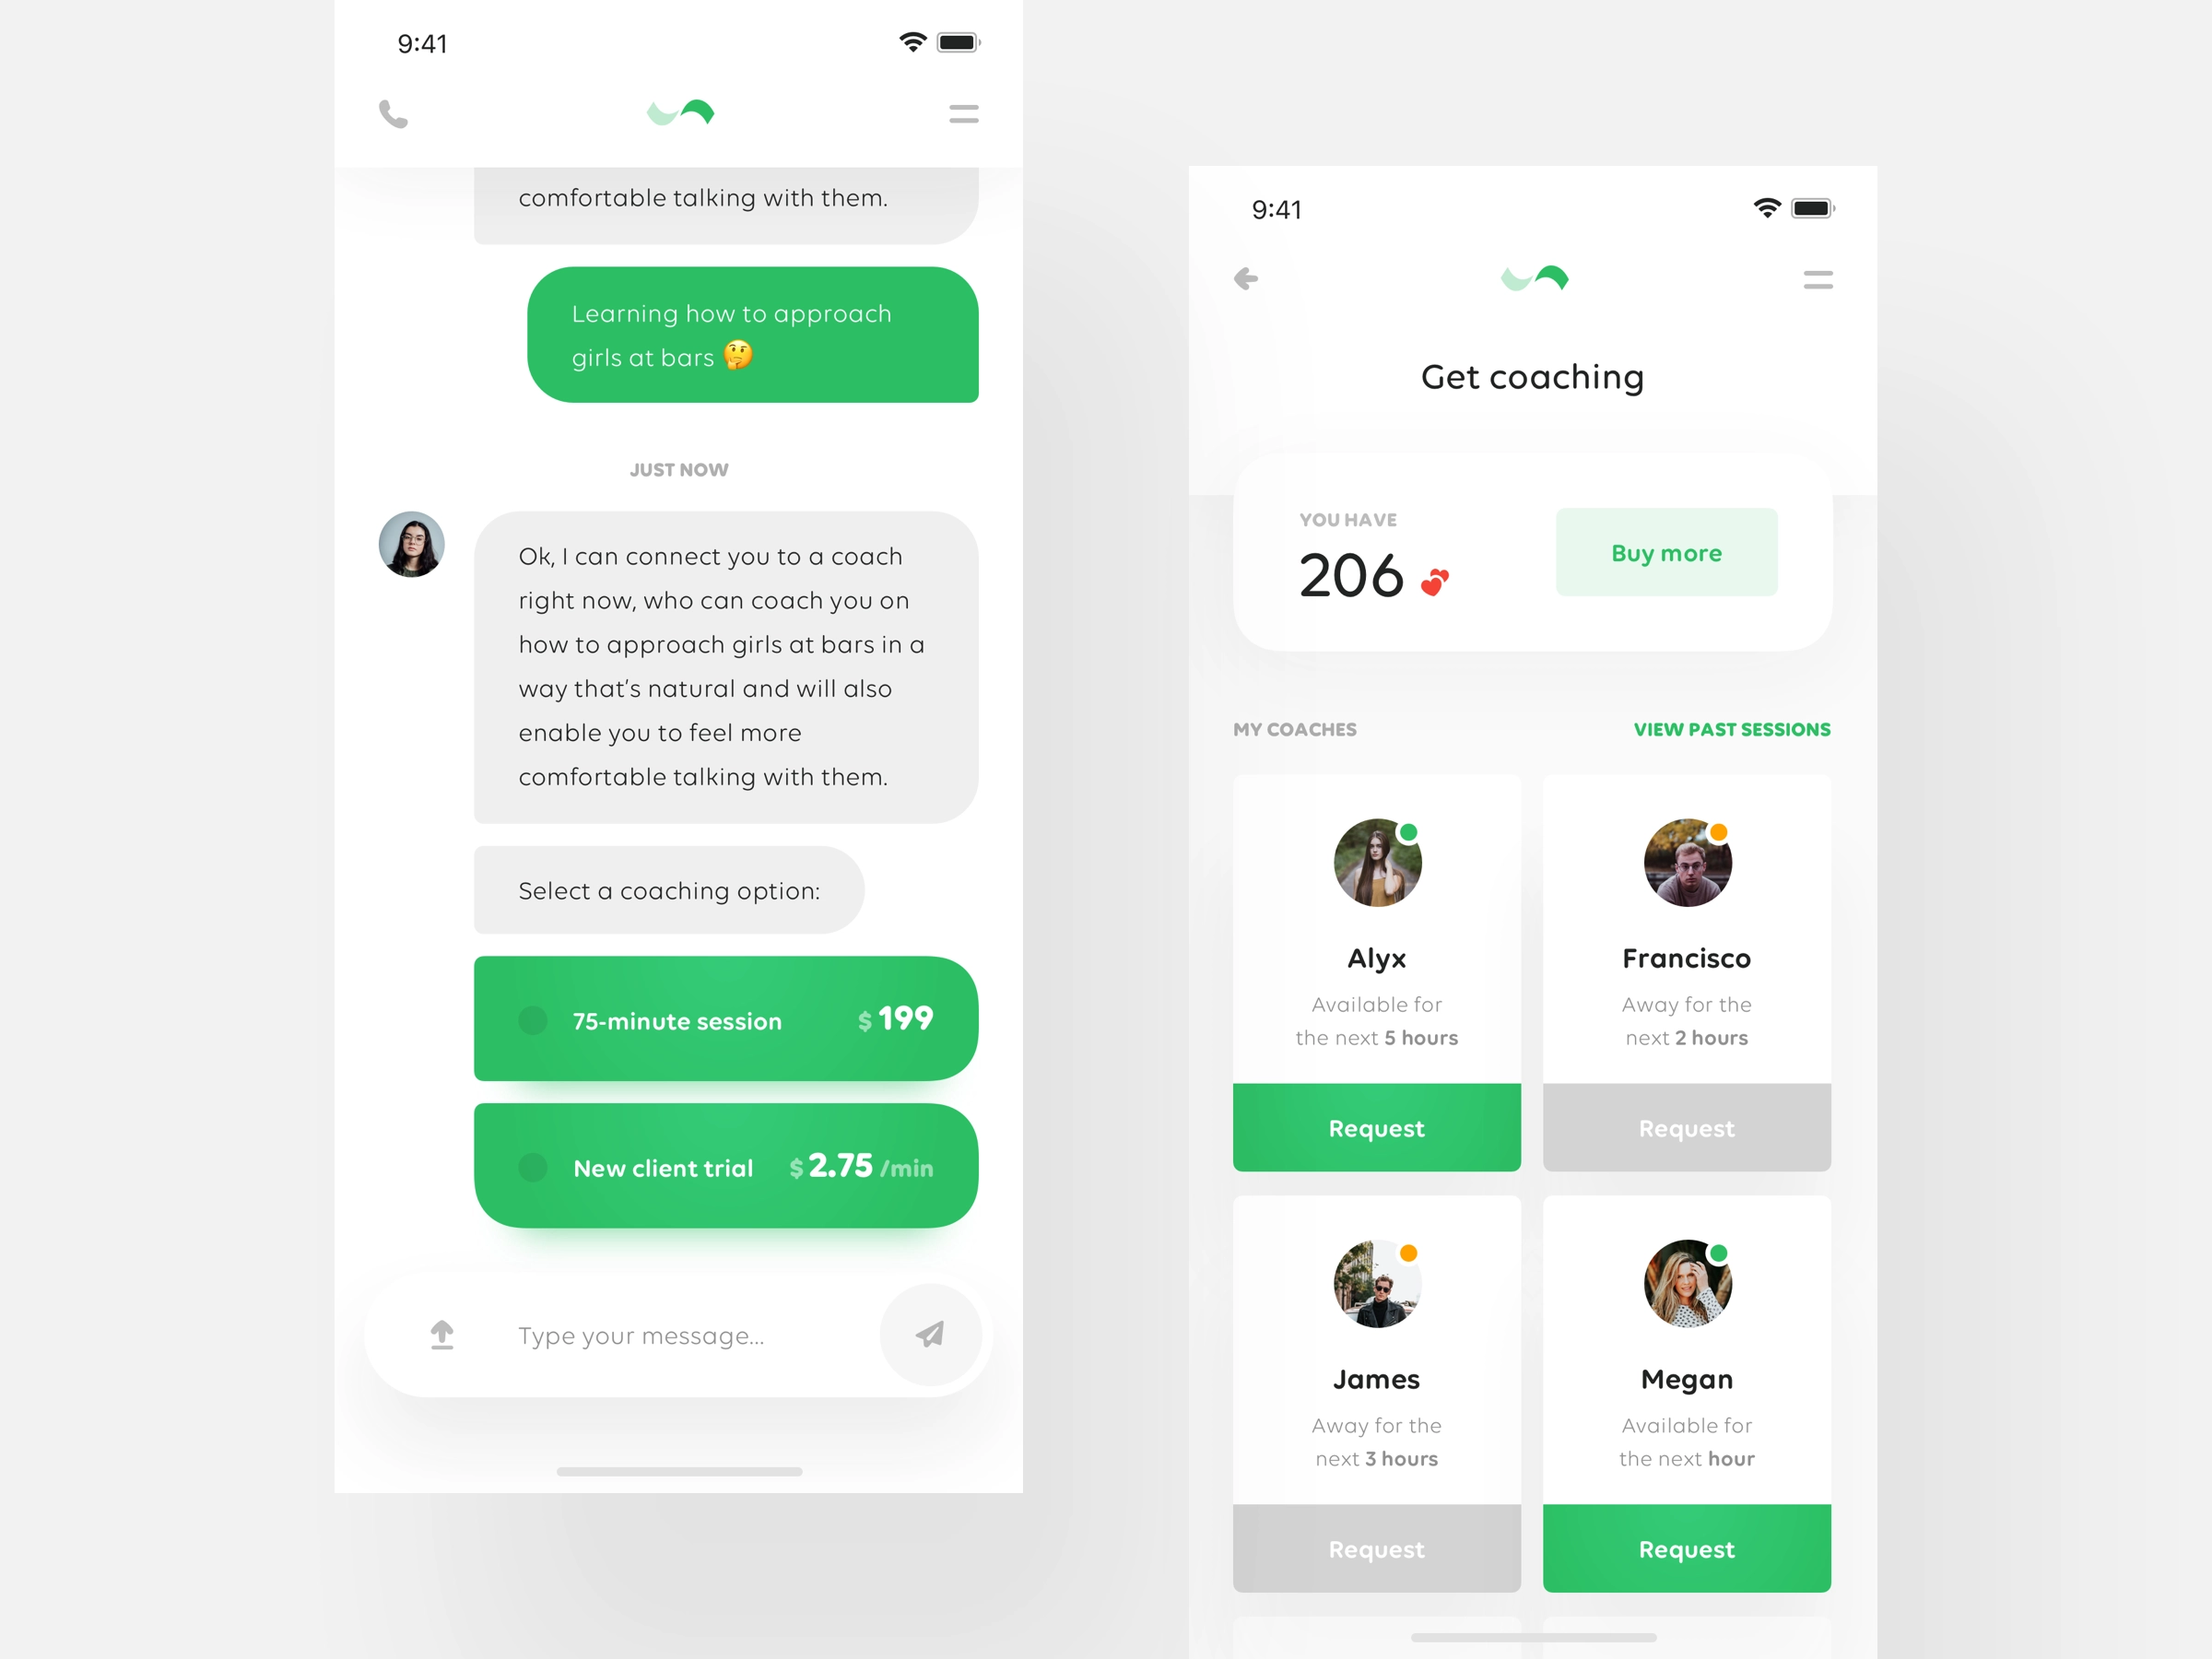 9:41
comfortable talking with them.
Learning how to approach
girls at bars 🤔
JUST NOW
Ok, I can connect you to a coach
right now, who can coach you on
how to approach girls at bars in a
way that's natural and will also
enable you to feel more
comfortable talking with them.
Select a coaching option:
75-minute session $ 199
New client trial $ 2.75 /min
Type your message...
9:41
Get coaching
YOU HAVE
206
Buy more
MY COACHES
VIEW PAST SESSIONS
Alyx
Available for
the next 5 hours
Request
Francisco
Away for the
next 2 hours
Request
James
Away for the
next 3 hours
Request
Megan
Available for
the next hour
Request